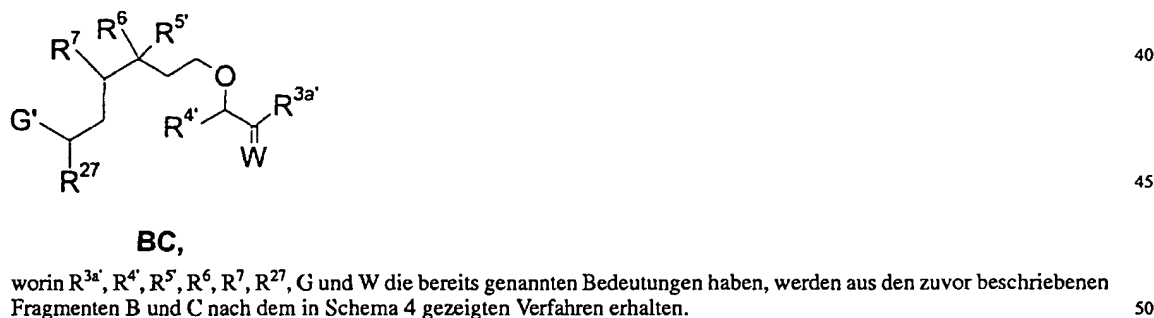 R⁶
R⁵'
R⁷
40
O
R³ᵃ'
G'
R⁴'
W
R²⁷
45
BC,
worin R³ᵃ', R⁴', R⁵', R⁶, R⁷, R²⁷, G und W die bereits genannten Bedeutungen haben, werden aus den zuvor beschriebenen
Fragmenten B und C nach dem in Schema 4 gezeigten Verfahren erhalten.
50